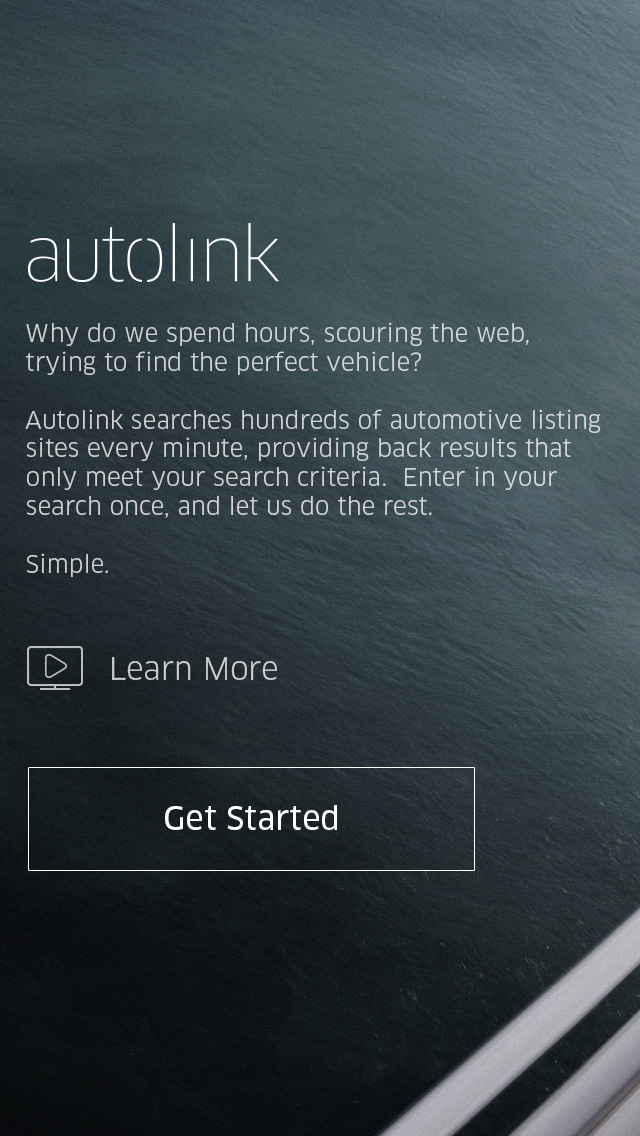 autolink
Why do we spend hours, scouring the web,
trying to find the perfect vehicle?
Autolink searches hundreds of automotive listing
sites every minute, providing back results that
only meet your search criteria.  Enter in your
search once, and let us do the rest.
Simple.
Learn More
Get Started